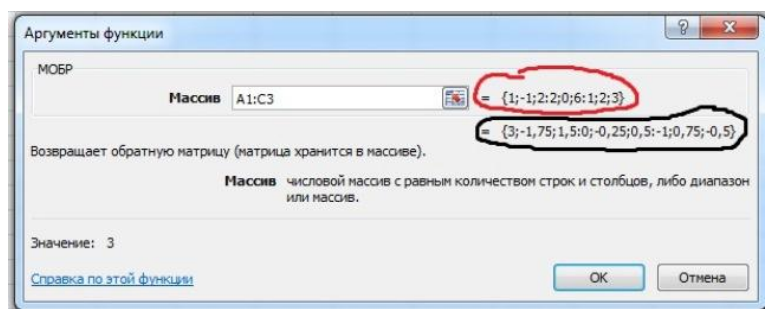 Аргументы функции
МОБР
Массив A1:C3 = {1;-1;2:2;0;6:1;2;3}
= {3;-1,75;1,5:0;-0,25;0,5:-1;0,75;-0,5}
Возвращает обратную матрицу (матрица хранится в массиве).
Массив числовой массив с равным количеством строк и столбцов, либо диапазон
или массив.
Значение: 3
Справка по этой функции
ОК Отмена